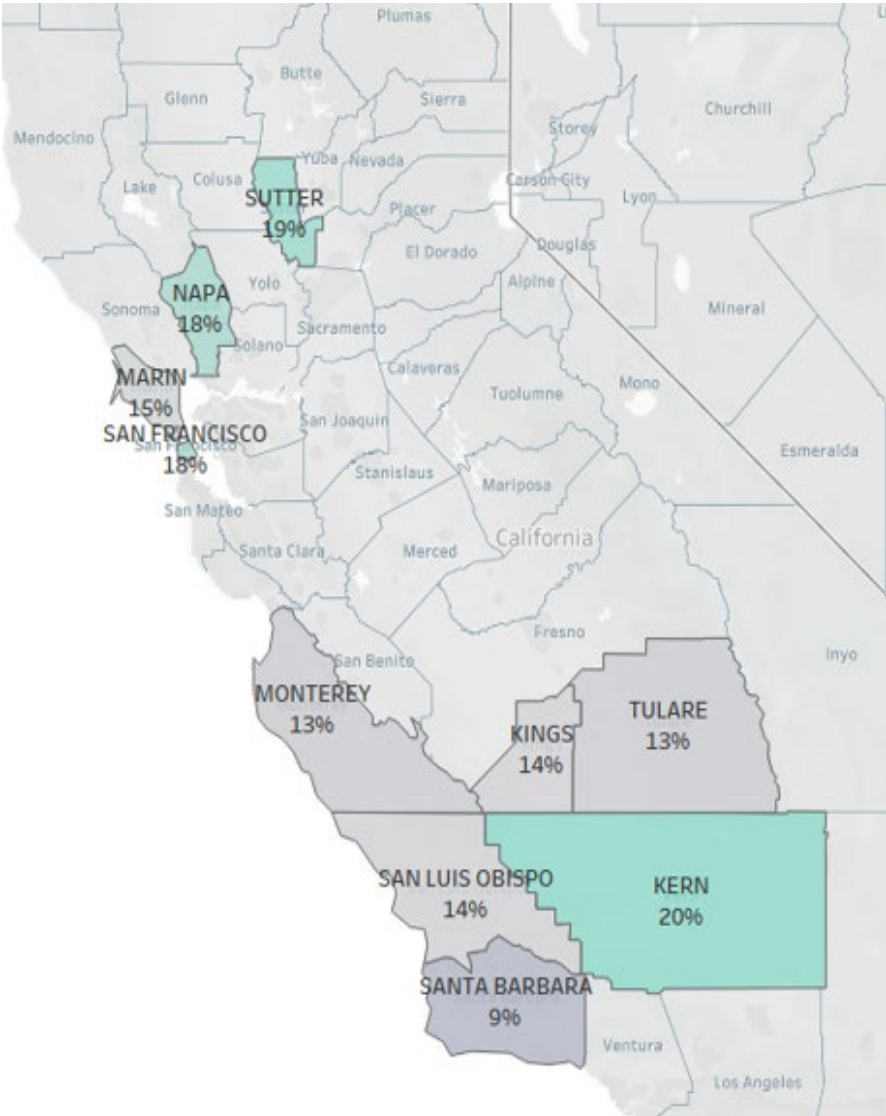 Plumas
Butte
Glenn
Sierra
Churchill
Storey
Mendocino
Yuba
Nevada
Carson City
Lake
Colusa
Lyon
SUTTER
19%
Placer
Douglas
El Dorado
Alpine
Yolo
NAPA
18%
Sonoma
Mineral
Sacramento
Solano
Calaveras
MARIN
15%
Mono
Tuolumne
San Joaquin
SAN FRANCISCO
San Francisco
18%
Esmeralda
Stanislaus
Mariposa
San Mateo
California
Santa Clara
Merced
Fresno
Inyo
San Benito
MONTEREY
13%
TULARE
13%
KINGS
14%
SAN LUIS OBISPO
14%
KERN
20%
SANTA BARBARA
9%
Ventura
Los Angeles